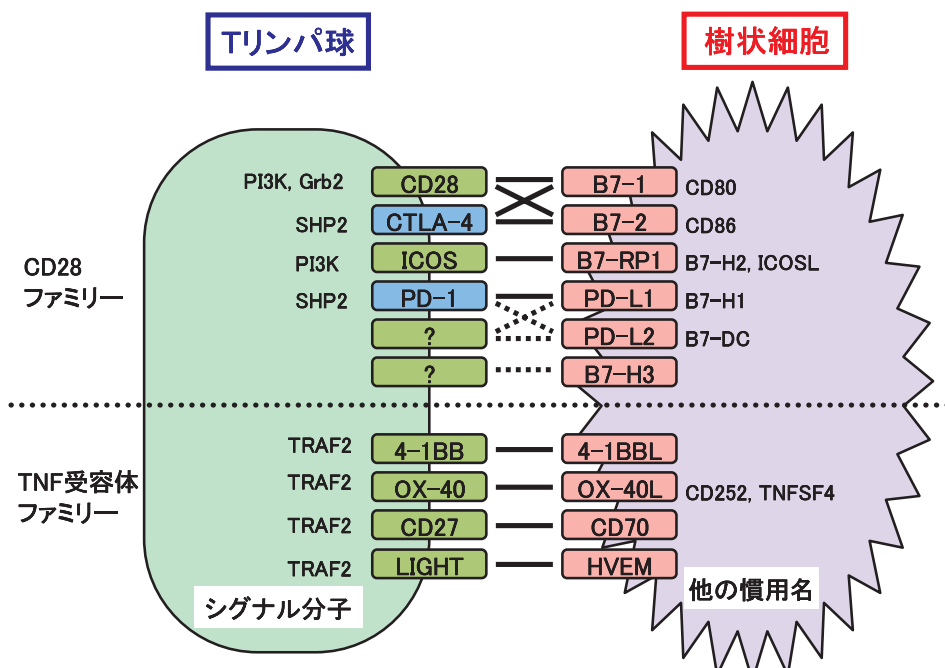 Tリンパ球
樹状細胞
PI3K, Grb2 CD28 B7-1 CD80
SHP2 CTLA-4 B7-2 CD86
PI3K ICOS B7-RP1 B7-H2, ICOSL
CD28
ファミリー
SHP2 PD-1 PD-L1 B7-H1
? PD-L2 B7-DC
? B7-H3
TRAF2 4-1BB 4-1BBL
TNF受容体
ファミリー
TRAF2 OX-40 OX-40L CD252, TNFSF4
TRAF2 CD27 CD70
TRAF2 LIGHT HVEM
シグナル分子
他の慣用名